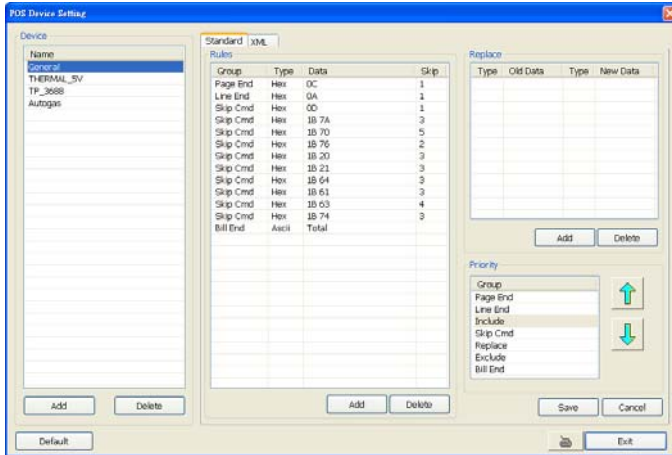 POS Device Setting
Device
Name
General
THERMAL_5V
TP_3688
Autogas
Add
Delete
Default
Standard
XML
Rules
Group Type Data Skip
Page End Hex 0C 1
Line End Hex 0A 1
Skip Cmd Hex 0D 1
Skip Cmd Hex 1B 7A 3
Skip Cmd Hex 1B 70 5
Skip Cmd Hex 1B 76 2
Skip Cmd Hex 1B 20 3
Skip Cmd Hex 1B 21 3
Skip Cmd Hex 1B 64 3
Skip Cmd Hex 1B 61 3
Skip Cmd Hex 1B 63 4
Skip Cmd Hex 1B 74 3
Bill End Ascii Total
Add
Delete
Replace
Type Old Data Type New Data
Add
Delete
Priority
Group
Page End
Line End
Include
Skip Cmd
Replace
Exclude
Bill End
Save
Cancel
Exit